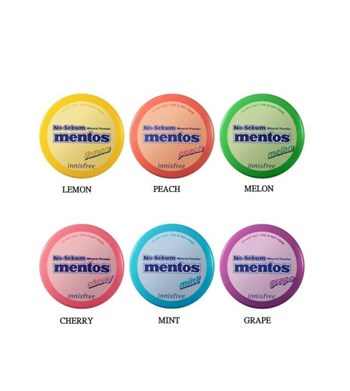 No-Sebum Mineral Powder
mentos
lemon
innisfree
No-Sebum Mineral Powder
mentos
peach
innisfree
No-Sebum Mineral Powder
mentos
melon
innisfree
LEMON
PEACH
MELON
No-Sebum Mineral Powder
mentos
cherry
innisfree
No-Sebum Mineral Powder
mentos
mint
innisfree
No-Sebum Mineral Powder
mentos
grape
innisfree
CHERRY
MINT
GRAPE